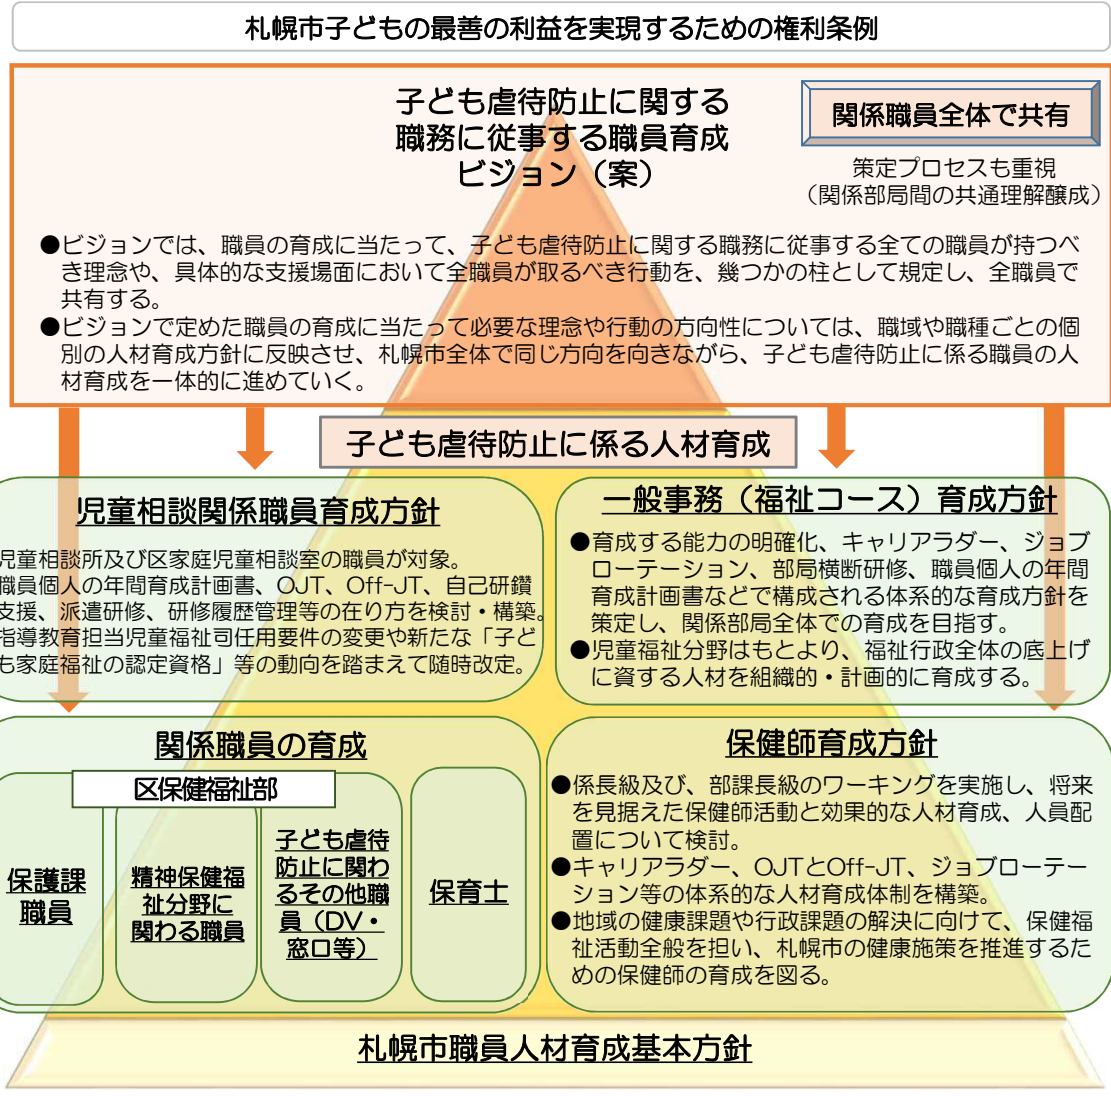 札幌市子どもの最善の利益を実現するための権利条例
子ども虐待防止に関する
職務に従事する職員育成
ビジョン（案）
関係職員全体で共有
策定プロセスも重視
（関係部局間の共通理解醸成）
●ビジョンでは、職員の育成に当たって、子ども虐待防止に関する職務に従事する全ての職員が持つべ
き理念や、具体的な支援場面において全職員が取るべき行動を、幾つかの柱として規定し、全職員で
共有する。
●ビジョンで定めた職員の育成に当たって必要な理念や行動の方向性については、職域や職種ごとの個
別の人材育成方針に反映させ、札幌市全体で同じ方向を向きながら、子ども虐待防止に係る職員の人
材育成を一体的に進めていく。
子ども虐待防止に係る人材育成
児童相談関係職員育成方針
児童相談所及び区家庭児童相談室の職員が対象。
職員個人の年間育成計画書、OJT、Off-JT、自己研鑽
支援、派遣研修、研修履歴管理等の在り方を検討・構築。
指導教育担当児童福祉司任用要件の変更や新たな「子ど
も家庭福祉の認定資格」等の動向を踏まえて随時改定。
一般事務（福祉コース）育成方針
●育成する能力の明確化、キャリアラダー、ジョブ
ローテーション、部局横断研修、職員個人の年間
育成計画書などで構成される体系的な育成方針を
策定し、関係部局全体での育成を目指す。
●児童福祉分野はもとより、福祉行政全体の底上げ
に資する人材を組織的・計画的に育成する。
関係職員の育成
区保健福祉部
保護課
職員
精神保健福
祉分野に
関わる職員
子ども虐待
防止に関わ
るその他職
員（DV・
窓口等）
保育士
保健師育成方針
●係長級及び、部課長級のワーキングを実施し、将来
を見据えた保健師活動と効果的な人材育成、人員配
置について検討。
●キャリアラダー、OJTとOff-JT、ジョブローテー
ション等の体系的な人材育成体制を構築。
●地域の健康課題や行政課題の解決に向けて、保健福
祉活動全般を担い、札幌市の健康施策を推進するた
めの保健師の育成を図る。
札幌市職員人材育成基本方針